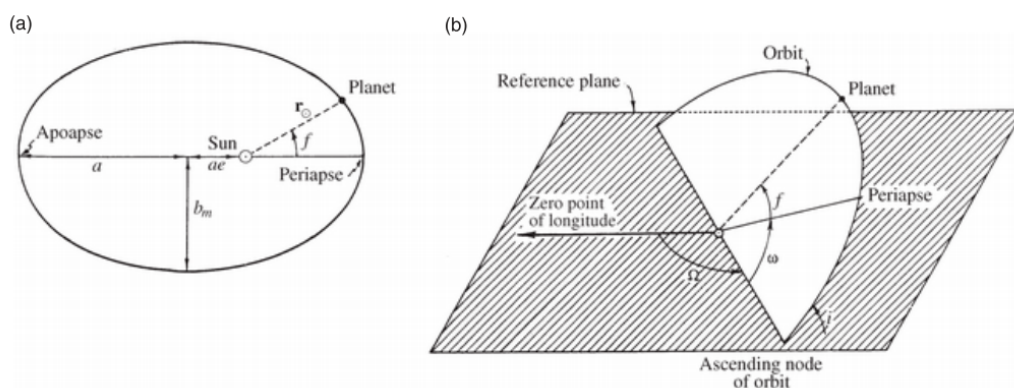 (a)
Planet
r☉
f
Apoapse
Sun
a
ae
Periapse
b_m
(b)
Orbit
Reference plane
Planet
Zero point
of longitude
f
Periapse
Ω
ω
i
Ascending node
of orbit